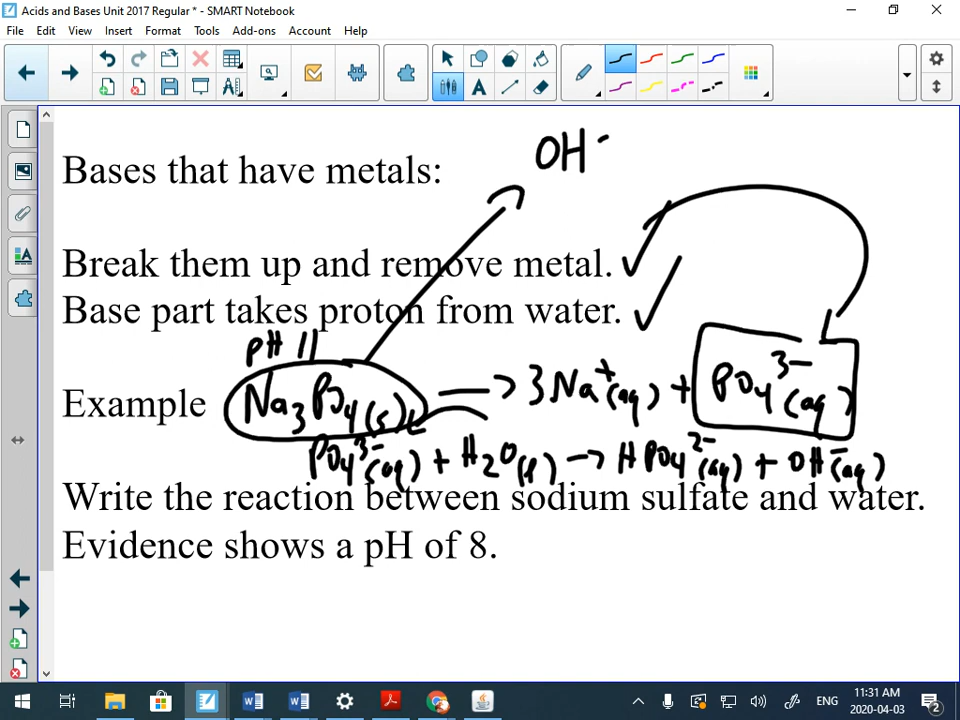 Acids and Bases Unit 2017 Regular * - SMART Notebook
File Edit View Insert Format Tools Add-ons Account Help
OH-
Bases that have metals:
Break them up and remove metal. ✓
Base part takes proton from water. ✓
pH 11
Example Na₃PO₄(s) → 3Na⁺(aq) + PO₄³⁻(aq)
PO₄³⁻(aq) + H₂O(l) → HPO₄²⁻(aq) + OH⁻(aq)
Write the reaction between sodium sulfate and water.
Evidence shows a pH of 8.
ENG
11:31 AM
2020-04-03
2